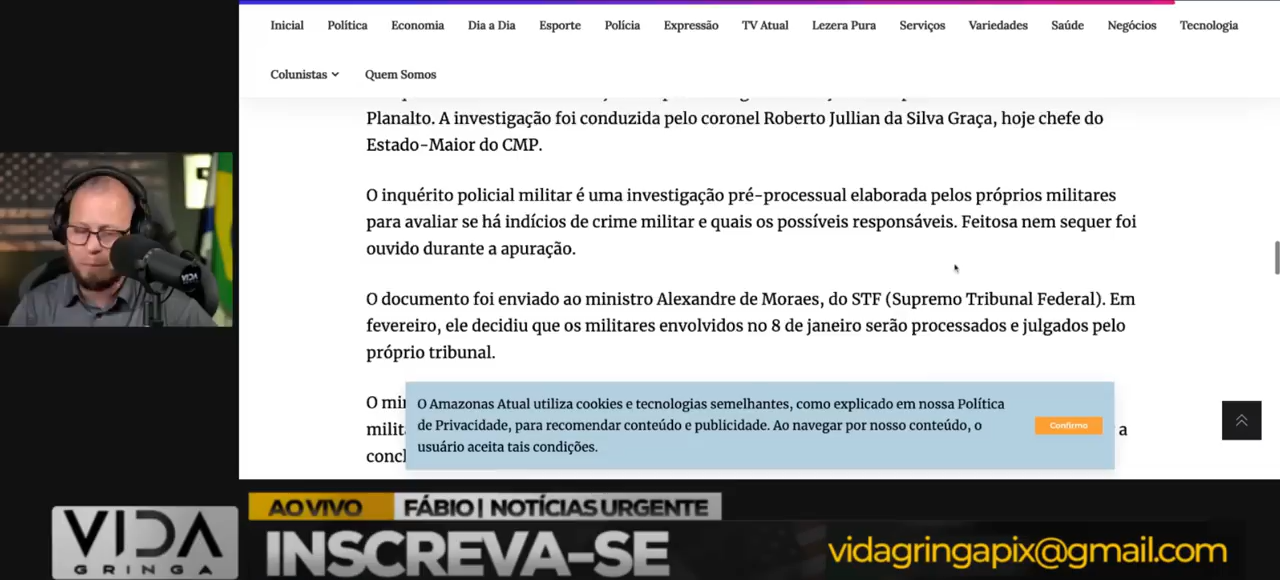 Inicial Política Economia Dia a Dia Esporte Polícia Expressão TV Atual Lezera Pura Serviços Variedades Saúde Negócios Tecnologia
Colunistas Quem Somos
Planalto. A investigação foi conduzida pelo coronel Roberto Jullian da Silva Graça, hoje chefe do
Estado-Maior do CMP.
O inquérito policial militar é uma investigação pré-processual elaborada pelos próprios militares
para avaliar se há indícios de crime militar e quais os possíveis responsáveis. Feitosa nem sequer foi
ouvido durante a apuração.
O documento foi enviado ao ministro Alexandre de Moraes, do STF (Supremo Tribunal Federal). Em
fevereiro, ele decidiu que os militares envolvidos no 8 de janeiro serão processados e julgados pelo
próprio tribunal.
O
a
O Amazonas Atual utiliza cookies e tecnologias semelhantes, como explicado em nossa Política
de Privacidade, para recomendar conteúdo e publicidade. Ao navegar por nosso conteúdo, o
usuário aceita tais condições.
Confirmo
VIDA
VIDA
GRINGA
AO VIVO FÁBIO | NOTÍCIAS URGENTE
INSCREVA-SE
vidagringapix@gmail.com